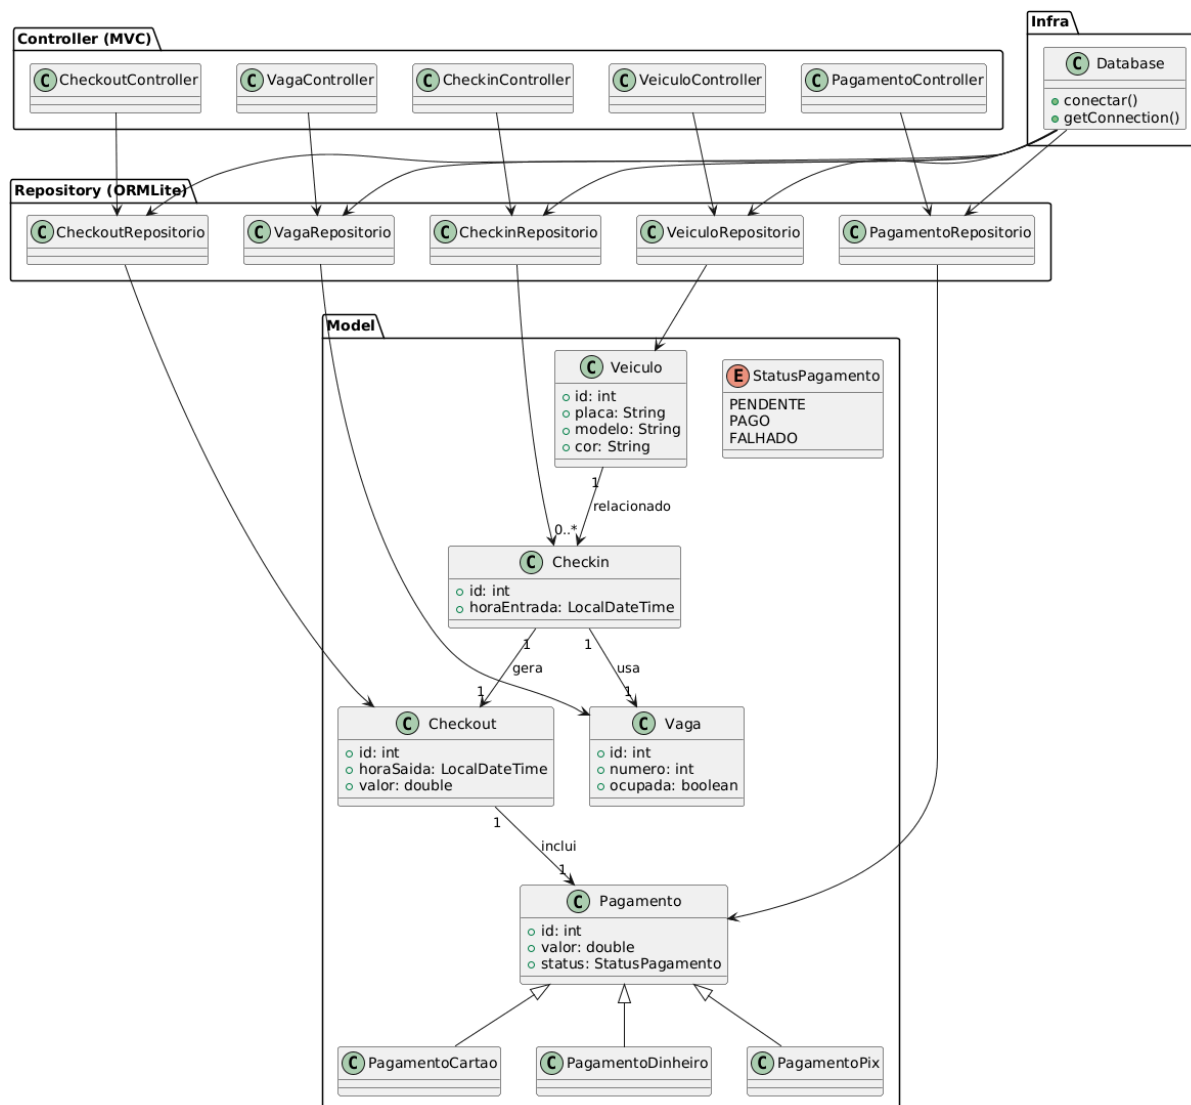 Infra
Controller (MVC)
C Database
C CheckoutController
C VagaController
C CheckinController
C VeiculoController
C PagamentoController
conectar()
getConnection()
Repository (ORMLite)
C CheckoutRepositorio
C VagaRepositorio
C CheckinRepositorio
C VeiculoRepositorio
C PagamentoRepositorio
Model
C Veiculo
id: int
placa: String
modelo: String
cor: String
E StatusPagamento
PENDENTE
PAGO
FALHADO
1
relacionado
0..*
C Checkin
id: int
horaEntrada: LocalDateTime
1
gera
1
1
usa
1
C Checkout
id: int
horaSaida: LocalDateTime
valor: double
C Vaga
id: int
numero: int
ocupada: boolean
1
inclui
1
C Pagamento
id: int
valor: double
status: StatusPagamento
C PagamentoCartao
C PagamentoDinheiro
C PagamentoPix